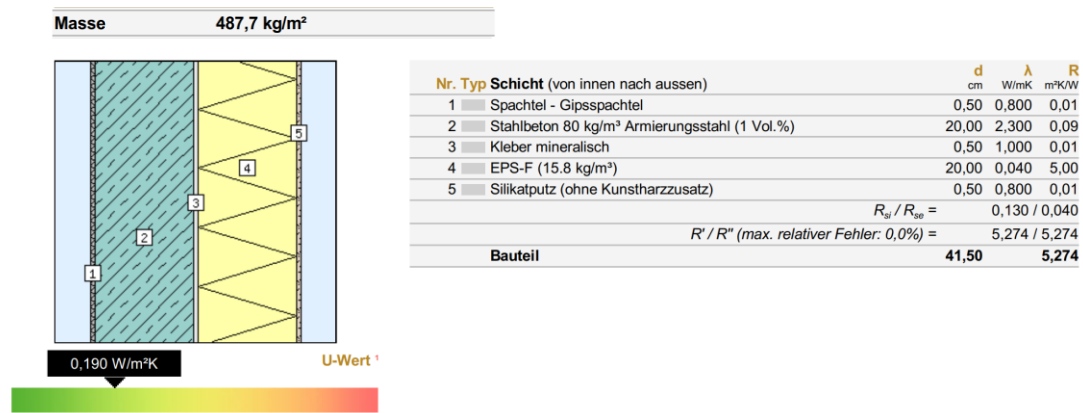 Masse 487,7 kg/m²
1
2
3
4
5
0,190 W/m²K
U-Wert ¹
d λ R
Nr. Typ Schicht (von innen nach aussen) cm W/mK m²K/W
1 Spachtel - Gipsspachtel 0,50 0,800 0,01
2 Stahlbeton 80 kg/m³ Armierungsstahl (1 Vol.%) 20,00 2,300 0,09
3 Kleber mineralisch 0,50 1,000 0,01
4 EPS-F (15.8 kg/m³) 20,00 0,040 5,00
5 Silikatputz (ohne Kunstharzzusatz) 0,50 0,800 0,01
Rsi / Rse = 0,130 / 0,040
R' / R" (max. relativer Fehler: 0,0%) = 5,274 / 5,274
Bauteil 41,50 5,274